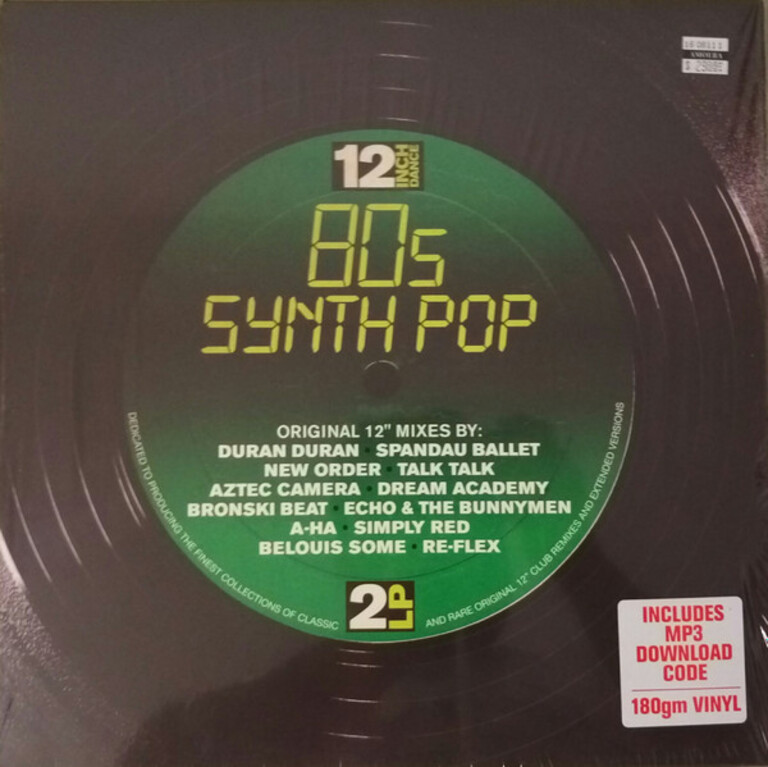 AMOEBA
12 INCH DANCE
80s
SYNTH POP
ORIGINAL 12" MIXES BY:
DURAN DURAN • SPANDAU BALLET
NEW ORDER • TALK TALK
AZTEC CAMERA • DREAM ACADEMY
BRONSKI BEAT • ECHO & THE BUNNYMEN
A-HA • SIMPLY RED
BELOUIS SOME • RE-FLEX
DEDICATED TO PRODUCING THE FINEST COLLECTIONS OF CLASSIC
AND RARE ORIGINAL 12" CLUB REMIXES AND EXTENDED VERSIONS
2 LP
INCLUDES
MP3
DOWNLOAD
CODE
180gm VINYL